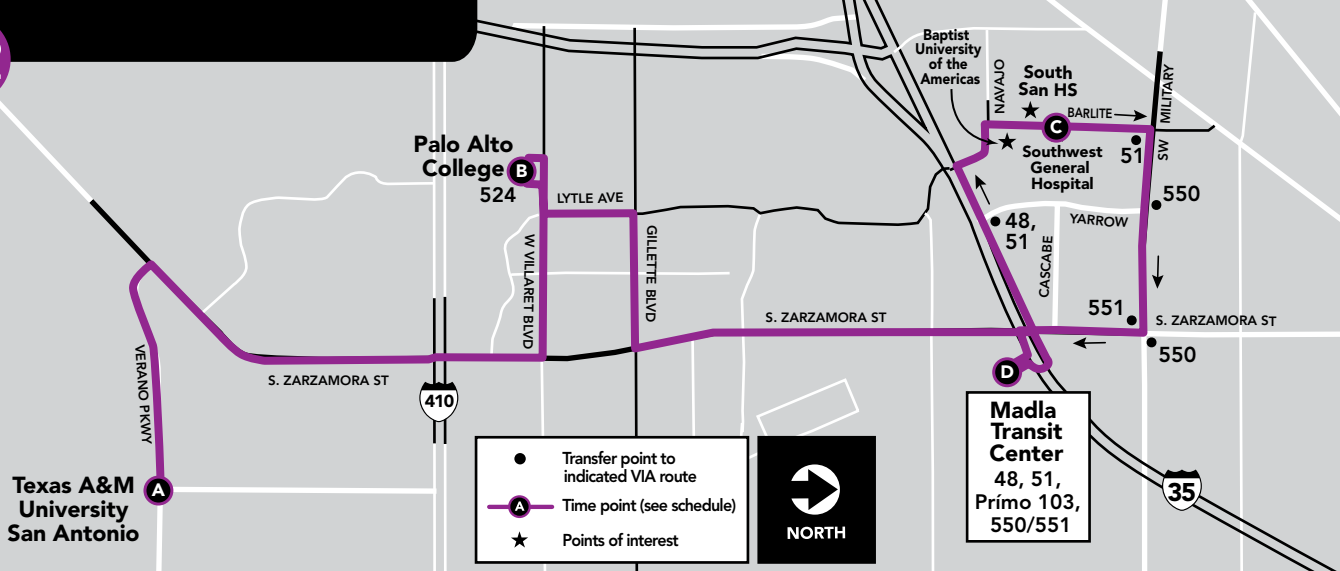 Baptist
University
of the
Americas
NAVAJO
South
San HS
BARLITE
MILITARY
SW
C
51
Southwest
General
Hospital
Palo Alto
College
B
524
LYTLE AVE
W VILLARET BLVD
GILLETTE BLVD
48,
51
CASCABE
YARROW
550
551
S. ZARZAMORA ST
S. ZARZAMORA ST
550
VERANO PKWY
S. ZARZAMORA ST
410
D
Madla
Transit
Center
48, 51,
Prímo 103,
550/551
35
Texas A&M
University
San Antonio
A
Transfer point to
indicated VIA route
A
Time point (see schedule)
Points of interest
NORTH